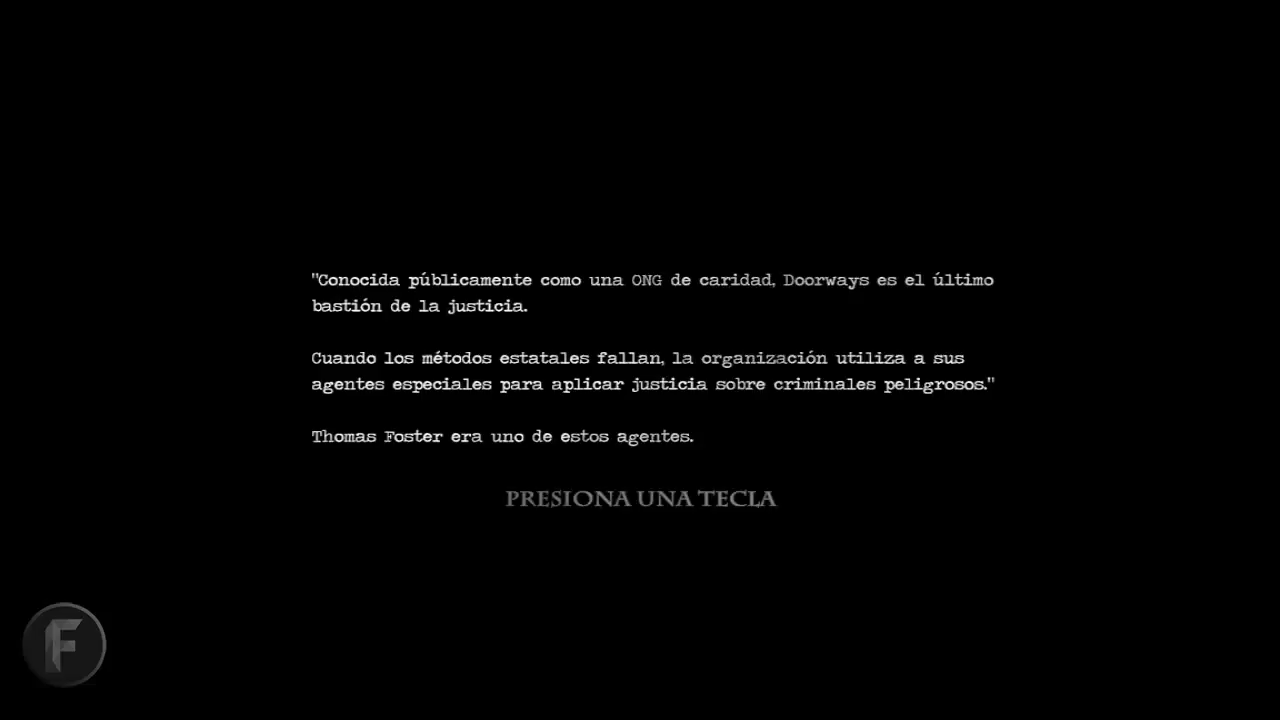 "Conocida públicamente como una ONG de caridad, Doorways es el último
bastión de la justicia.
Cuando los métodos estatales fallan, la organización utiliza a sus
agentes especiales para aplicar justicia sobre criminales peligrosos."
Thomas Foster era uno de estos agentes.
PRESIONA UNA TECLA
F